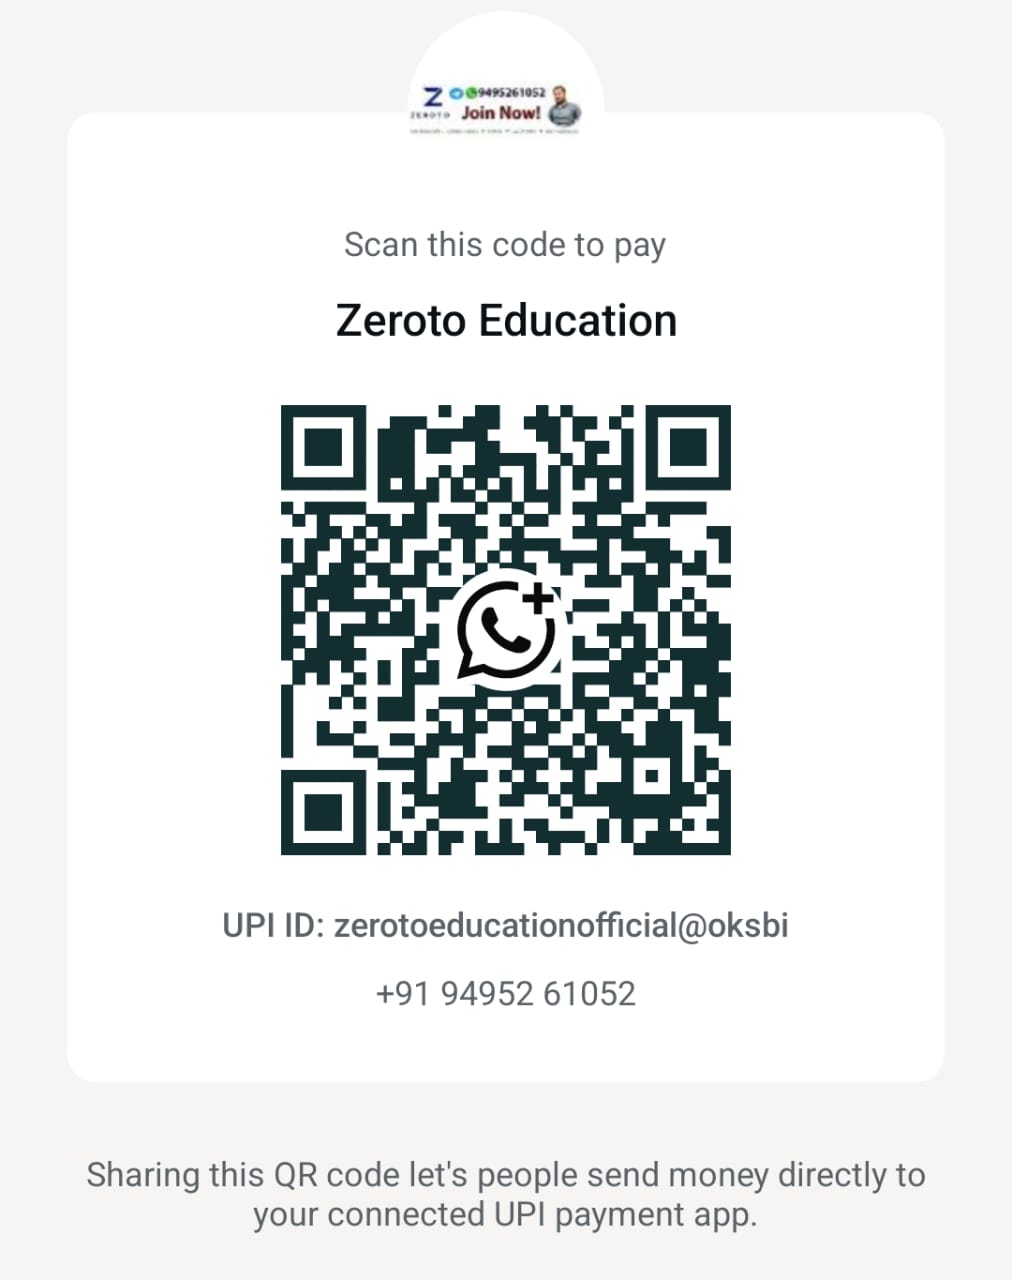 Z 9495261052
ZEROTO Join Now!
Scan this code to pay
Zeroto Education
UPI ID: zerotoeducationofficial@oksbi
+91 94952 61052
Sharing this QR code let's people send money directly to
your connected UPI payment app.